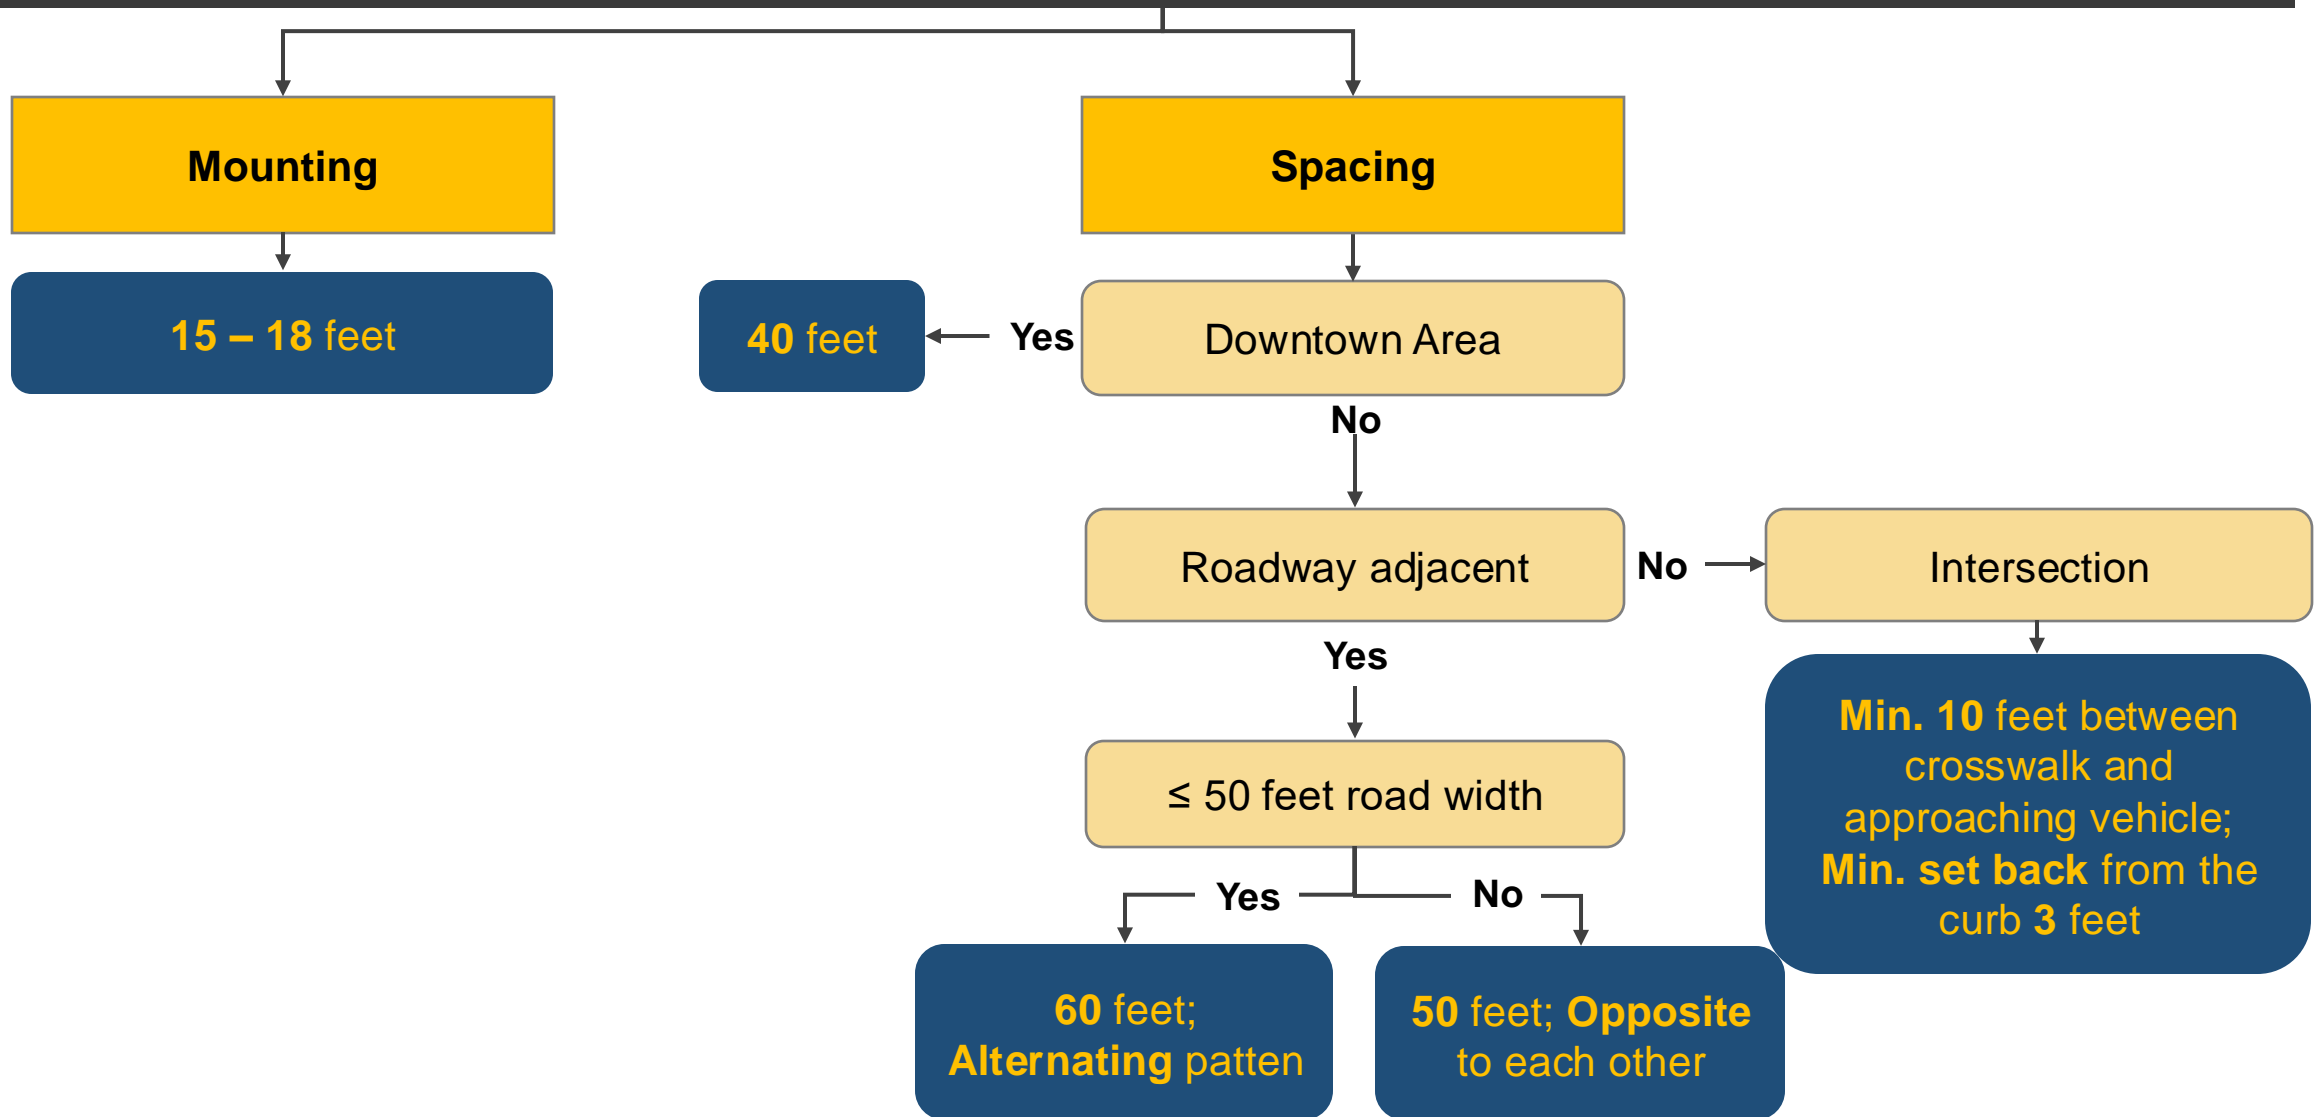 Mounting
Spacing
15 – 18 feet
40 feet
Yes
Downtown Area
No
Roadway adjacent
No
Intersection
Yes
≤ 50 feet road width
Min. 10 feet between
crosswalk and
approaching vehicle;
Min. set back from the
curb 3 feet
Yes
No
60 feet;
Alternating patten
50 feet; Opposite
to each other